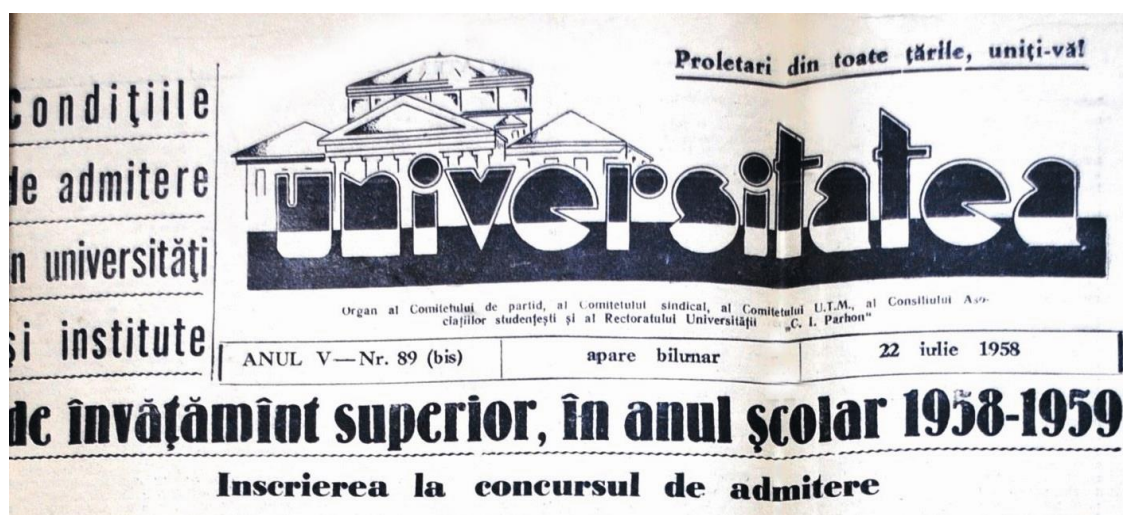 Condiţiile
de admitere
în universităţi
şi institute
Proletari din toate ţările, uniţi-vă!
universitatea
Organ al Comitetului de partid, al Comitetului sindical, al Comitetului U.T.M., al Consiliului Aso-
ciaţiilor studenţeşti şi al Rectoratului Universităţii „C. I. Parhon"
ANUL V—Nr. 89 (bis)
apare bilunar
22 iulie 1958
de învăţămînt superior, în anul şcolar 1958-1959
Inscrierea la concursul de admitere